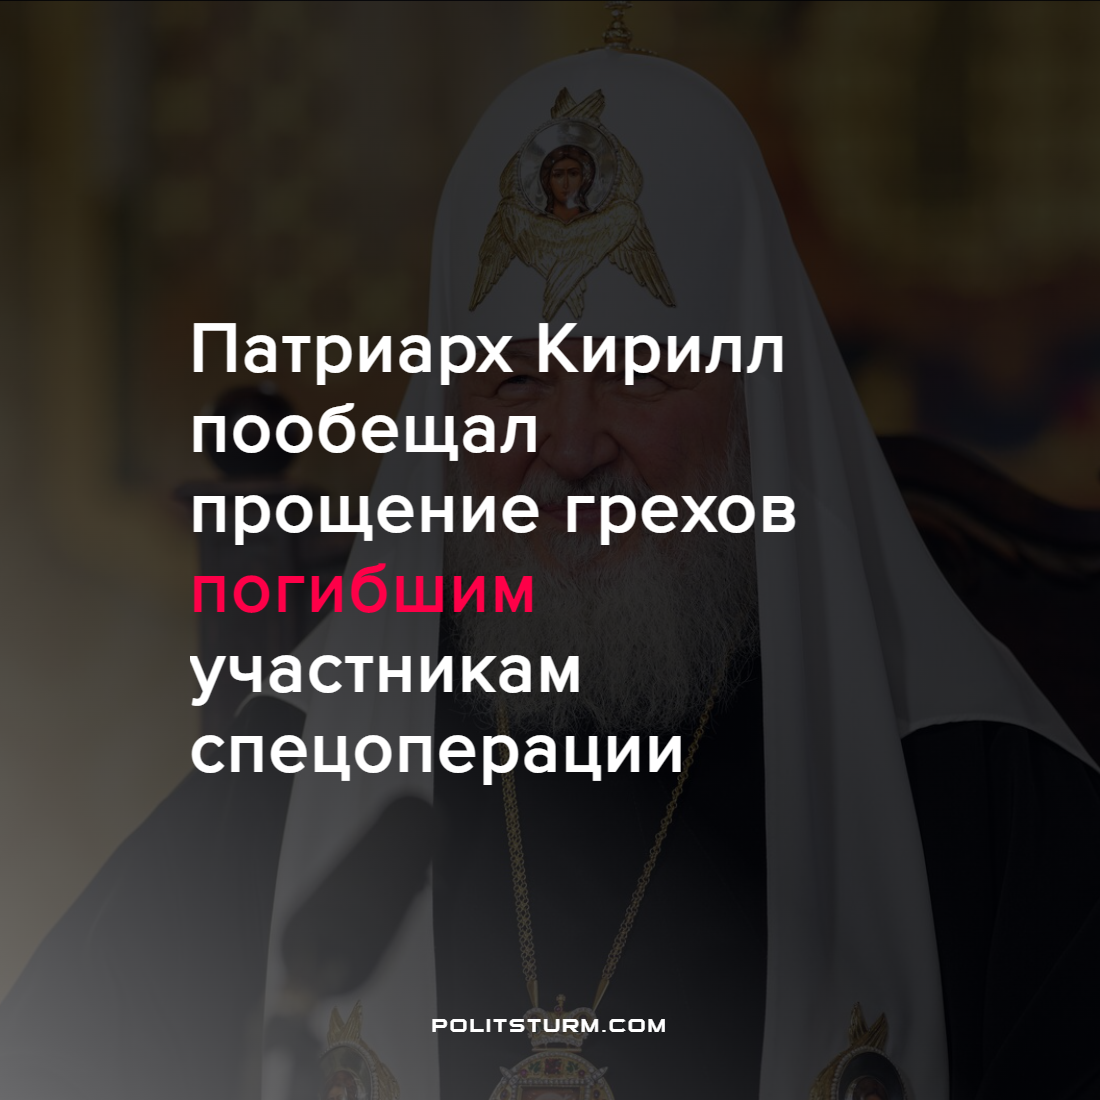 Патриарх Кирилл
пообещал
прощение грехов
погибшим
участникам
спецоперации
POLITSTURM.COM